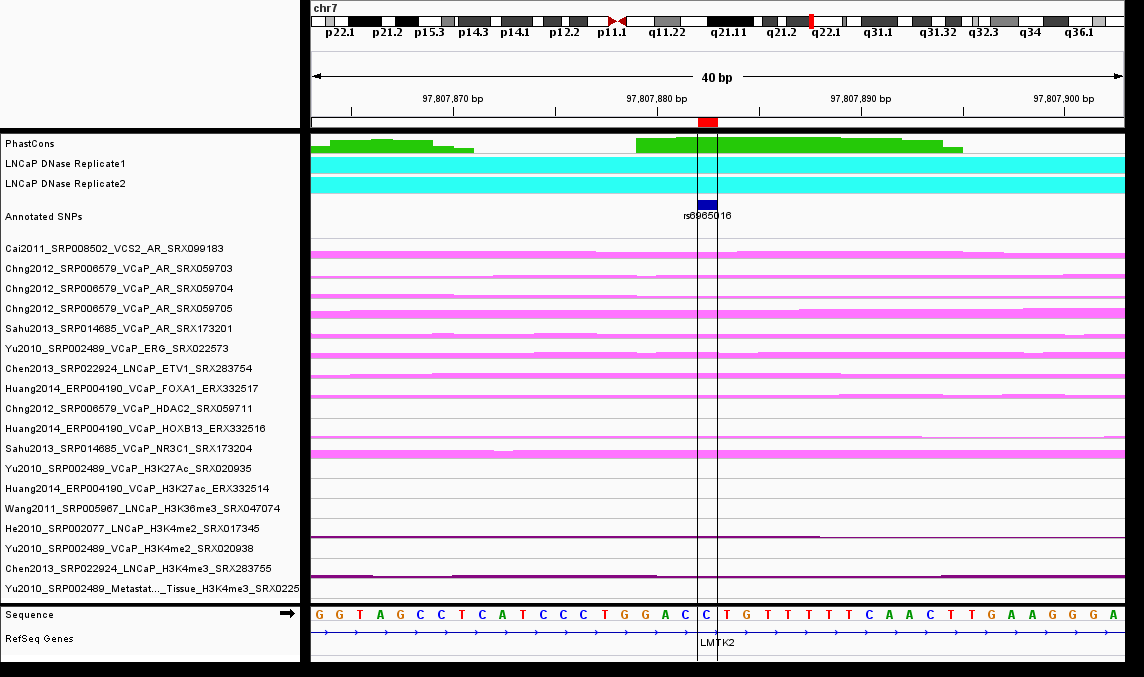 chr7
p22.1 p21.2 p15.3 p14.3 p14.1 p12.2 p11.1 q11.22 q21.11 q21.2 q22.1 q31.1 q31.32 q32.3 q34 q36.1
40 bp
97,807,870 bp 97,807,880 bp 97,807,890 bp 97,807,900 bp
PhastCons
LNCaP DNase Replicate1
LNCaP DNase Replicate2
Annotated SNPs
rs6965016
Cai2011_SRP008502_VCS2_AR_SRX099183
Chng2012_SRP006579_VCaP_AR_SRX059703
Chng2012_SRP006579_VCaP_AR_SRX059704
Chng2012_SRP006579_VCaP_AR_SRX059705
Sahu2013_SRP014685_VCaP_AR_SRX173201
Yu2010_SRP002489_VCaP_ERG_SRX022573
Chen2013_SRP022924_LNCaP_ETV1_SRX283754
Huang2014_ERP004190_VCaP_FOXA1_ERX332517
Chng2012_SRP006579_VCaP_HDAC2_SRX059711
Huang2014_ERP004190_VCaP_HOXB13_ERX332516
Sahu2013_SRP014685_VCaP_NR3C1_SRX173204
Yu2010_SRP002489_VCaP_H3K27Ac_SRX020935
Huang2014_ERP004190_VCaP_H3K27ac_ERX332514
Wang2011_SRP005967_LNCaP_H3K36me3_SRX047074
He2010_SRP002077_LNCaP_H3K4me2_SRX017345
Yu2010_SRP002489_VCaP_H3K4me2_SRX020938
Chen2013_SRP022924_LNCaP_H3K4me3_SRX283755
Yu2010_SRP002489_Metastat..._Tissue_H3K4me3_SRX0225
Sequence G G T A G C C T C A T C C C T G G A C C T G T T T T T C A A C T T G A A G G G A
RefSeq Genes
LMTK2